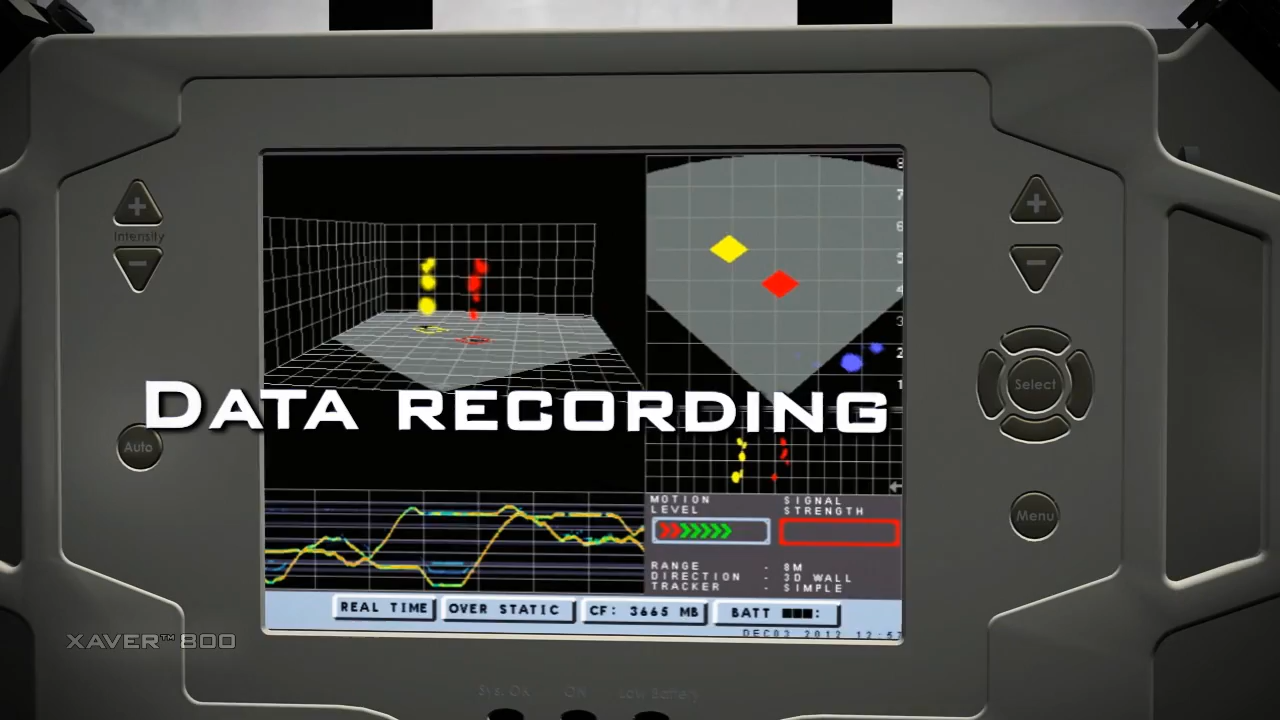 DATA RECORDING
Intensity
Auto
Select
Menu
8
7
6
5
4
3
2
1
MOTION LEVEL
SIGNAL STRENGTH
RANGE - 8M
DIRECTION - 3D WALL
TRACKER - SIMPLE
REAL TIME
OVER STATIC
CF: 3665 MB
BATT
DEC03 2012 12:57
XAVER™ 800
Sys. OK
ON
Low Battery